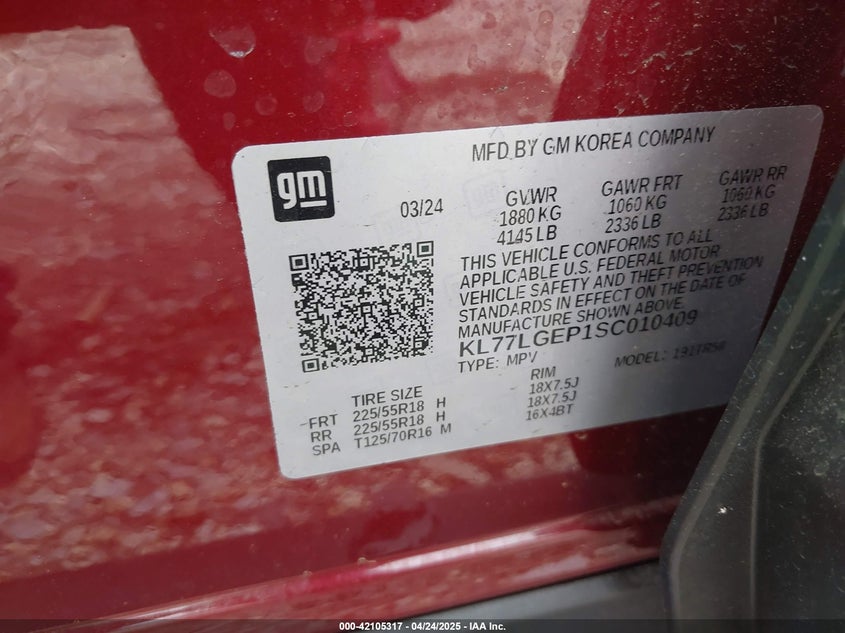 MFD BY GM KOREA COMPANY
gm
03/24
GVWR GAWR FRT GAWR RR
1880 KG 1060 KG 1060 KG
4145 LB 2336 LB 2336 LB
THIS VEHICLE CONFORMS TO ALL
APPLICABLE U.S. FEDERAL MOTOR
VEHICLE SAFETY AND THEFT PREVENTION
STANDARDS IN EFFECT ON THE DATE OF
MANUFACTURE SHOWN ABOVE.
KL77LGEP1SC010409
TYPE: MPV MODEL:
TIRE SIZE RIM
FRT 225/55R18 H 18X7.5J
RR 225/55R18 H 18X7.5J
SPA T125/70R16 M 16X4BT
000-42105317 - 04/24/2025 - IAA Inc.